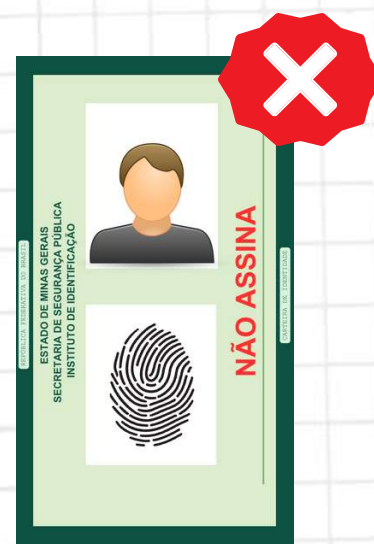 REPÚBLICA FEDERATIVA DO BRASIL
ESTADO DE MINAS GERAIS
SECRETARIA DE SEGURANÇA PÚBLICA
INSTITUTO DE IDENTIFICAÇÃO
NÃO ASSINA
CARTEIRA DE IDENTIDADE